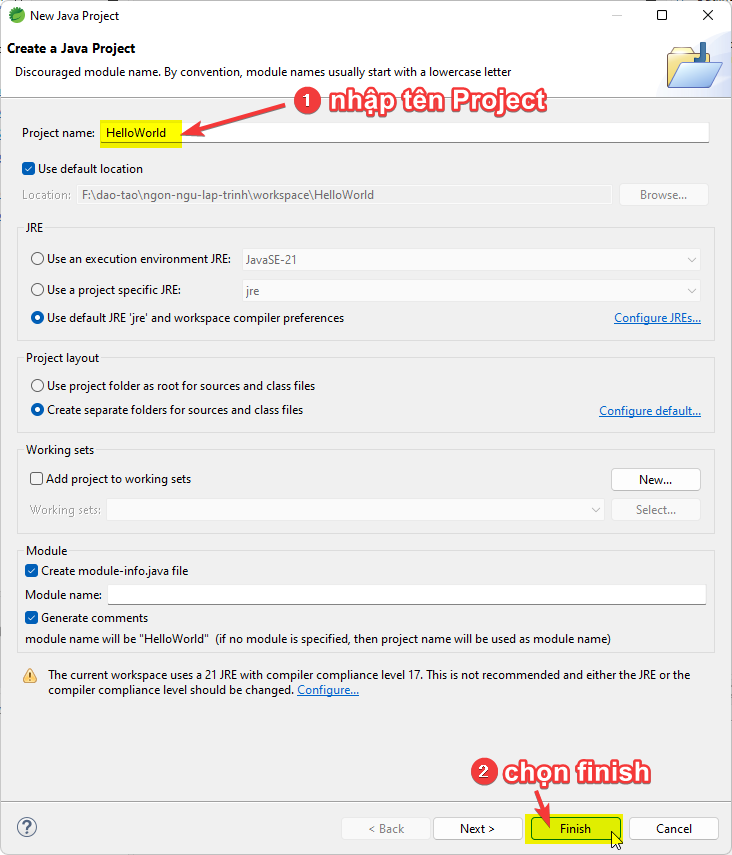 New Java Project
Create a Java Project
Discouraged module name. By convention, module names usually start with a lowercase letter
1 nhập tên Project
Project name: HelloWorld
Use default location
Location: F:\dao-tao\ngon-ngu-lap-trinh\workspace\HelloWorld Browse...
JRE
Use an execution environment JRE: JavaSE-21
Use a project specific JRE: jre
Use default JRE 'jre' and workspace compiler preferences Configure JREs...
Project layout
Use project folder as root for sources and class files
Create separate folders for sources and class files Configure default...
Working sets
Add project to working sets New...
Working sets: Select...
Module
Create module-info.java file
Module name:
Generate comments
module name will be "HelloWorld" (if no module is specified, then project name will be used as module name)
The current workspace uses a 21 JRE with compiler compliance level 17. This is not recommended and either the JRE or the
compiler compliance level should be changed. Configure...
2 chọn finish
? < Back Next > Finish Cancel